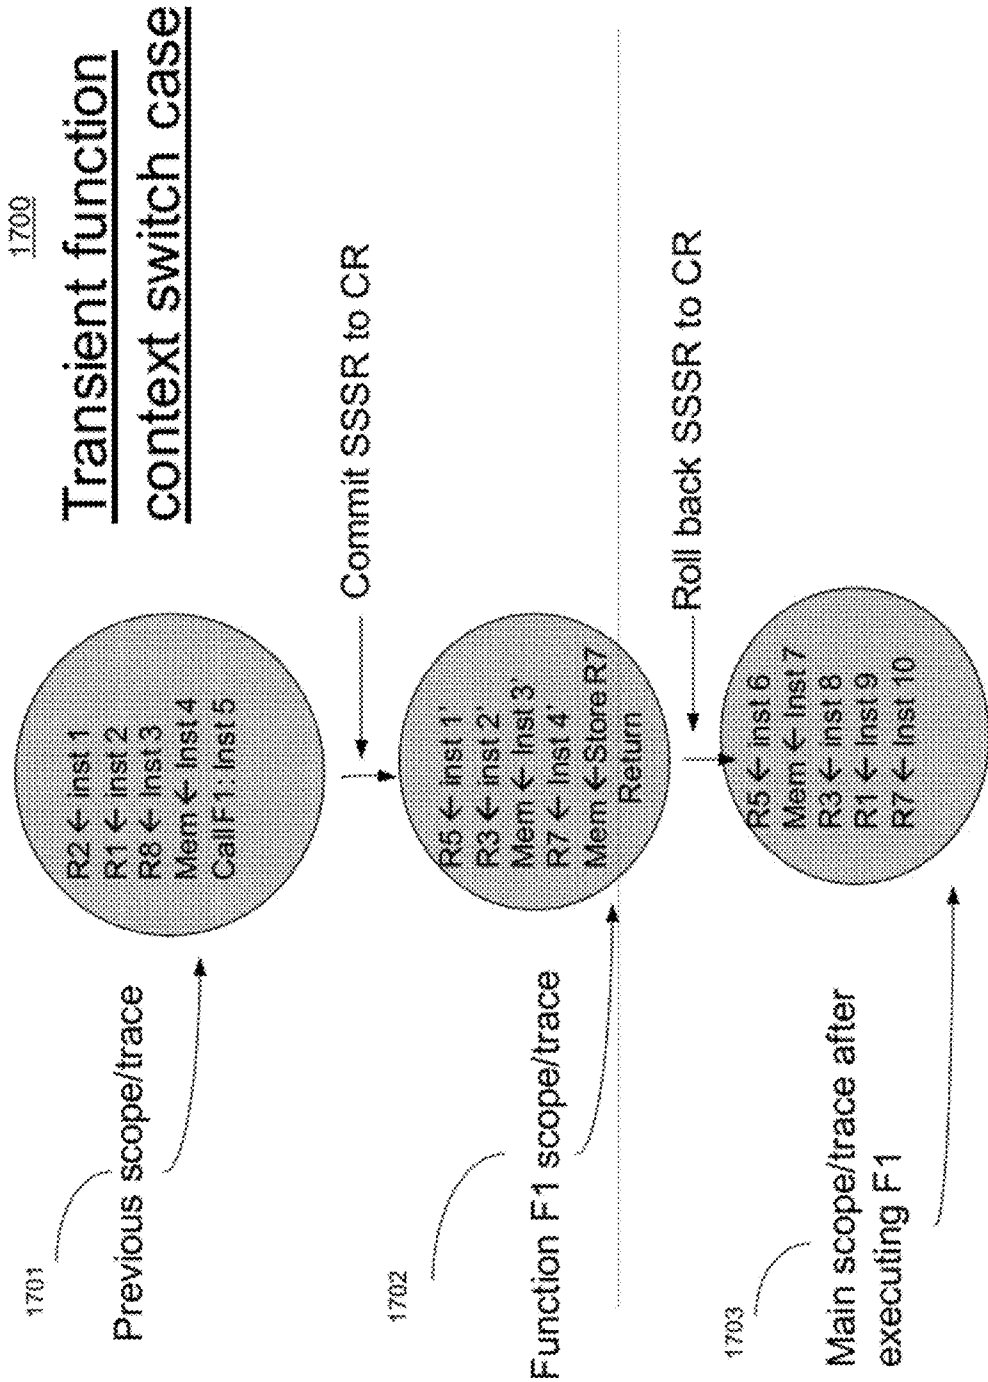 1700
Transient function
context switch case
1701
Previous scope/trace
R2 ← Inst 1
R1 ← Inst 2
R8 ← Inst 3
Mem ← Inst 4
Call F1: Inst 5
Commit SSSR to CR
1702
Function F1 scope/trace
R5 ← inst 1'
R3 ← inst 2'
Mem ← Inst 3'
R7 ← Inst 4'
Mem ←Store R7
Return
Roll back SSSR to CR
1703
Main scope/trace after
executing F1
R5 ← inst 6
Mem ← Inst 7
R3 ← inst 8
R1 ← Inst 9
R7 ← Inst 10